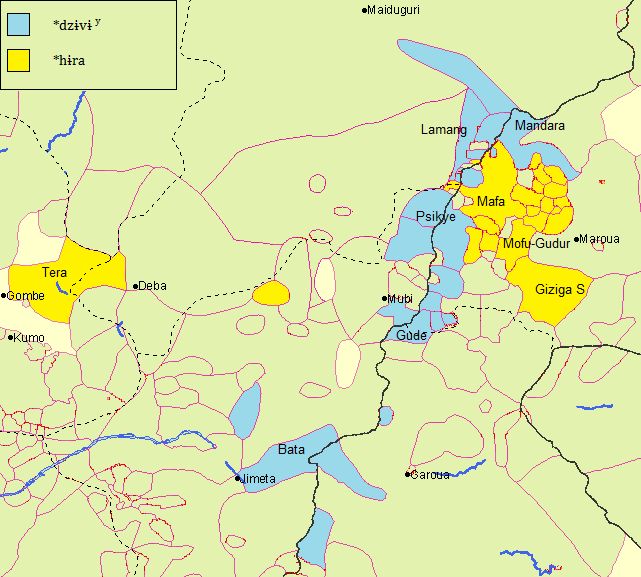 *dzɨvɨ ʸ
*hɨra
Maiduguri
Lamang
Mandara
Mafa
Psikye
Mofu-Gudur
Maroua
Tera
Deba
Giziga S
Gombe
Mubi
Kumo
Gude
Bata
Jimeta
Garoua